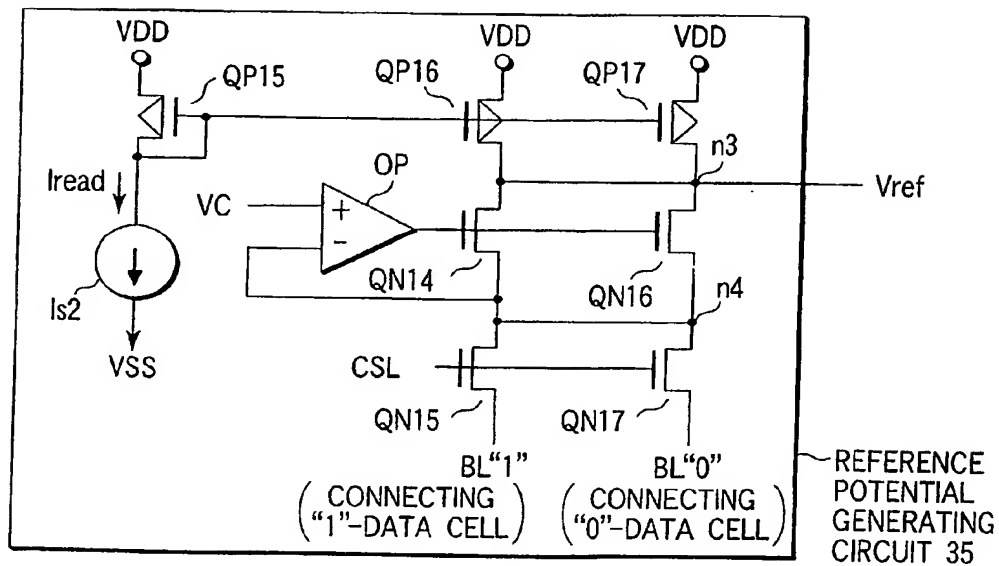 VDD
VDD
VDD
QP15
QP16
QP17
n3
Iread
OP
VC
+
-
Vref
QN14
QN16
Is2
n4
VSS
CSL
QN15
QN17
BL“1”
BL“0”
(CONNECTING
“1”-DATA CELL)
(CONNECTING
“0”-DATA CELL)
REFERENCE
POTENTIAL
GENERATING
CIRCUIT 35